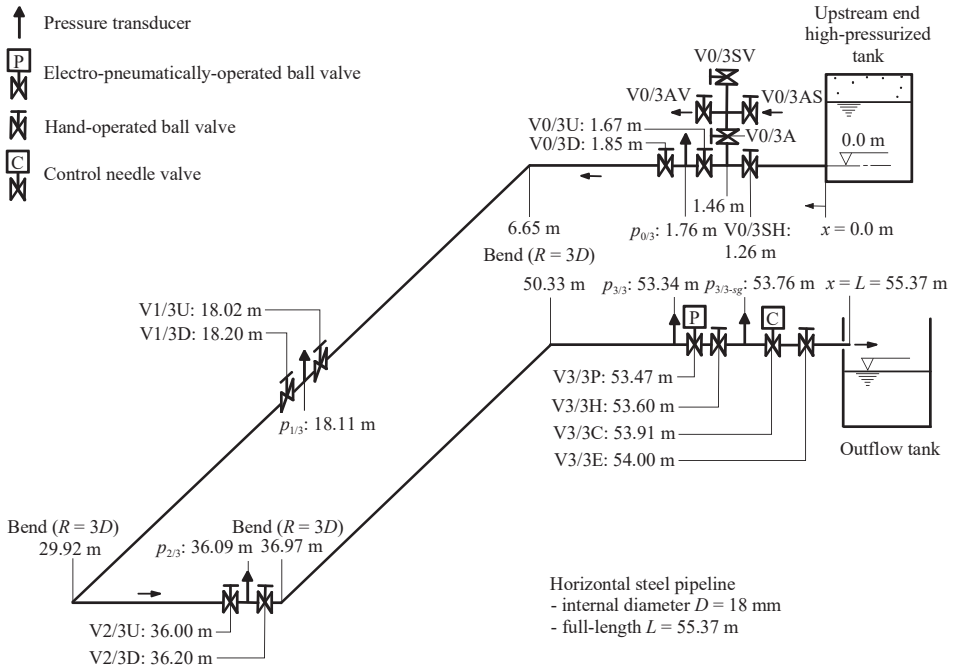 Pressure transducer
P
Electro-pneumatically-operated ball valve
Hand-operated ball valve
C
Control needle valve
Upstream end
high-pressurized
tank
V0/3SV
V0/3AV
V0/3AS
V0/3U: 1.67 m
V0/3A
V0/3D: 1.85 m
0.0 m
1.46 m
6.65 m
p0/3: 1.76 m
V0/3SH:
1.26 m
x = 0.0 m
Bend (R = 3D)
50.33 m
p3/3: 53.34 m
p3/3-sg: 53.76 m
x = L = 55.37 m
P
C
V1/3U: 18.02 m
V1/3D: 18.20 m
p1/3: 18.11 m
V3/3P: 53.47 m
V3/3H: 53.60 m
V3/3C: 53.91 m
V3/3E: 54.00 m
Outflow tank
Bend (R = 3D)
29.92 m
p2/3: 36.09 m
Bend (R = 3D)
36.97 m
V2/3U: 36.00 m
V2/3D: 36.20 m
Horizontal steel pipeline
- internal diameter D = 18 mm
- full-length L = 55.37 m